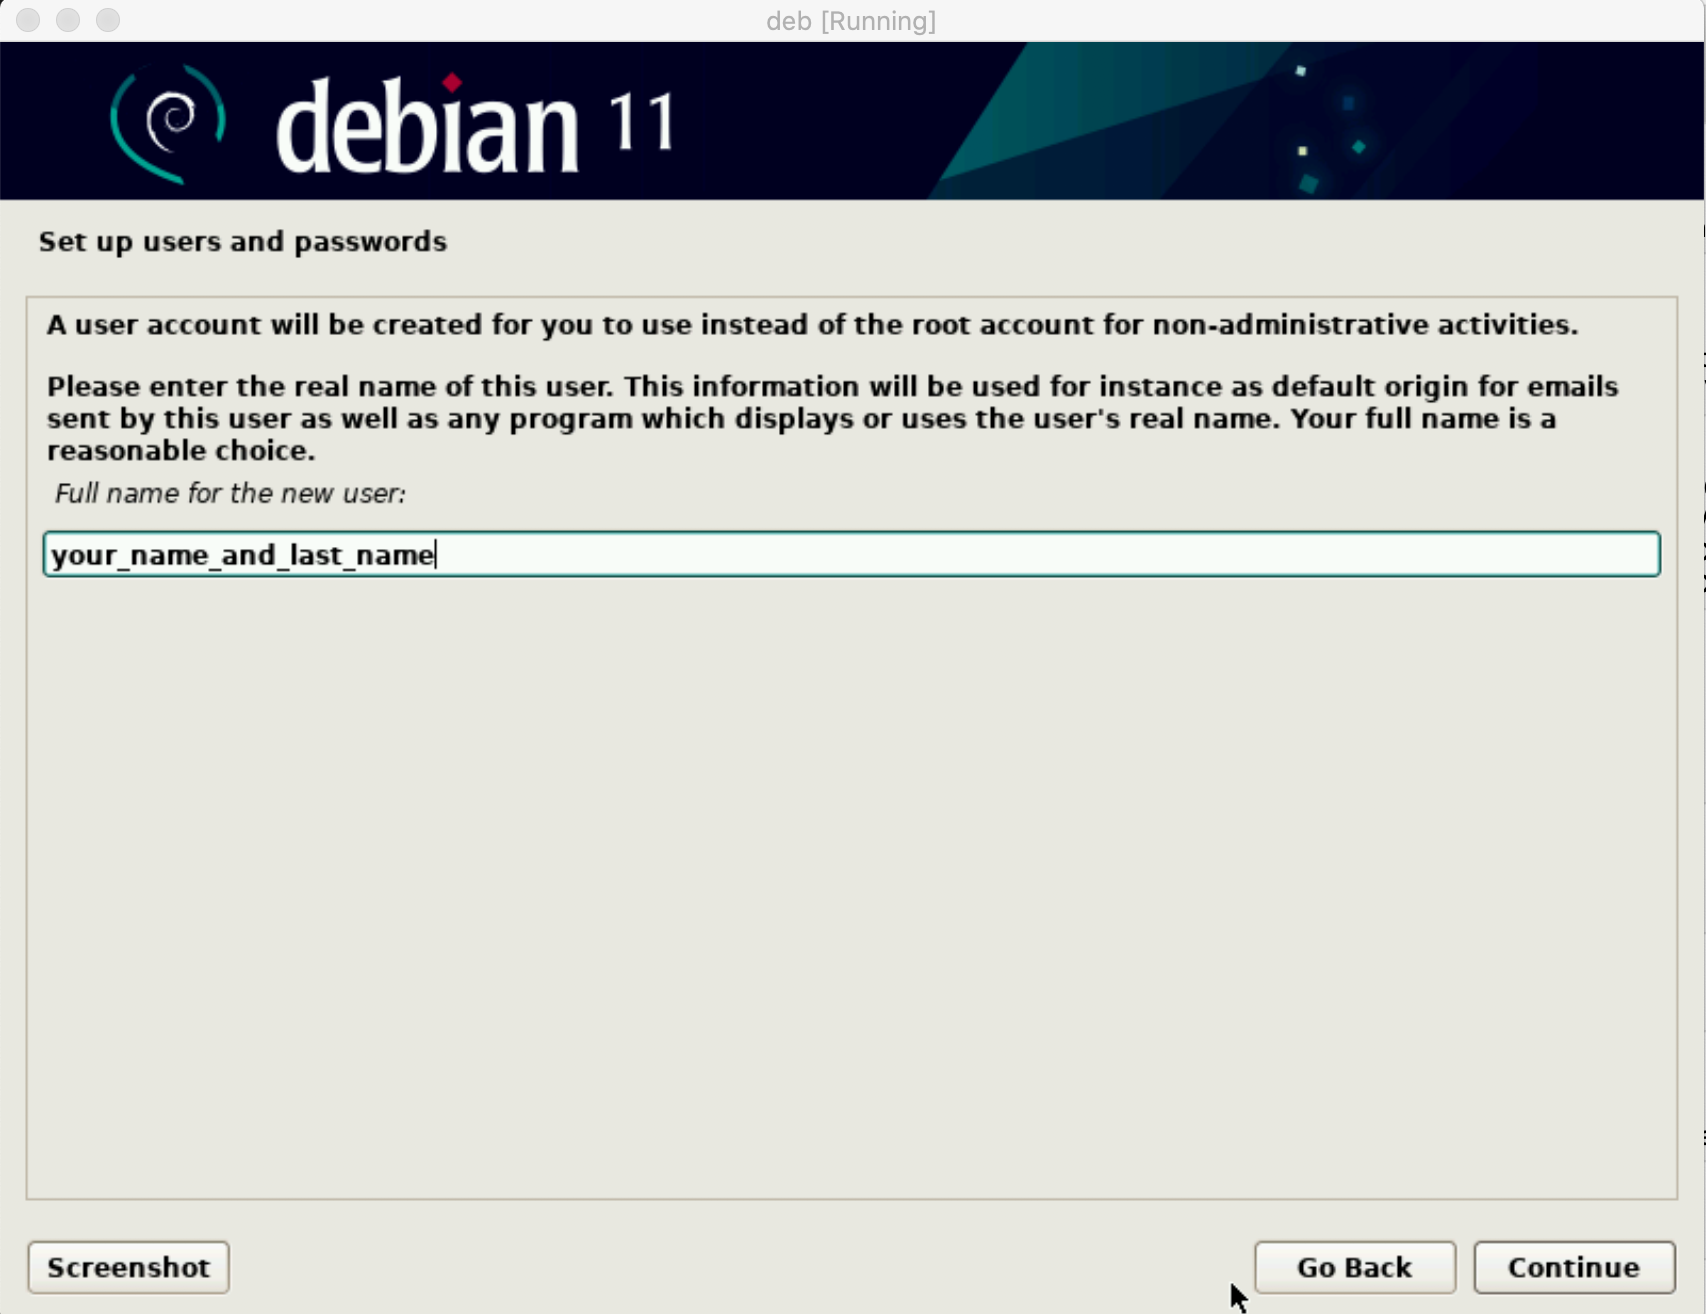 deb [Running]
debian 11
Set up users and passwords
A user account will be created for you to use instead of the root account for non-administrative activities.
Please enter the real name of this user. This information will be used for instance as default origin for emails
sent by this user as well as any program which displays or uses the user's real name. Your full name is a
reasonable choice.
Full name for the new user:
your_name_and_last_name
Screenshot
Go Back
Continue